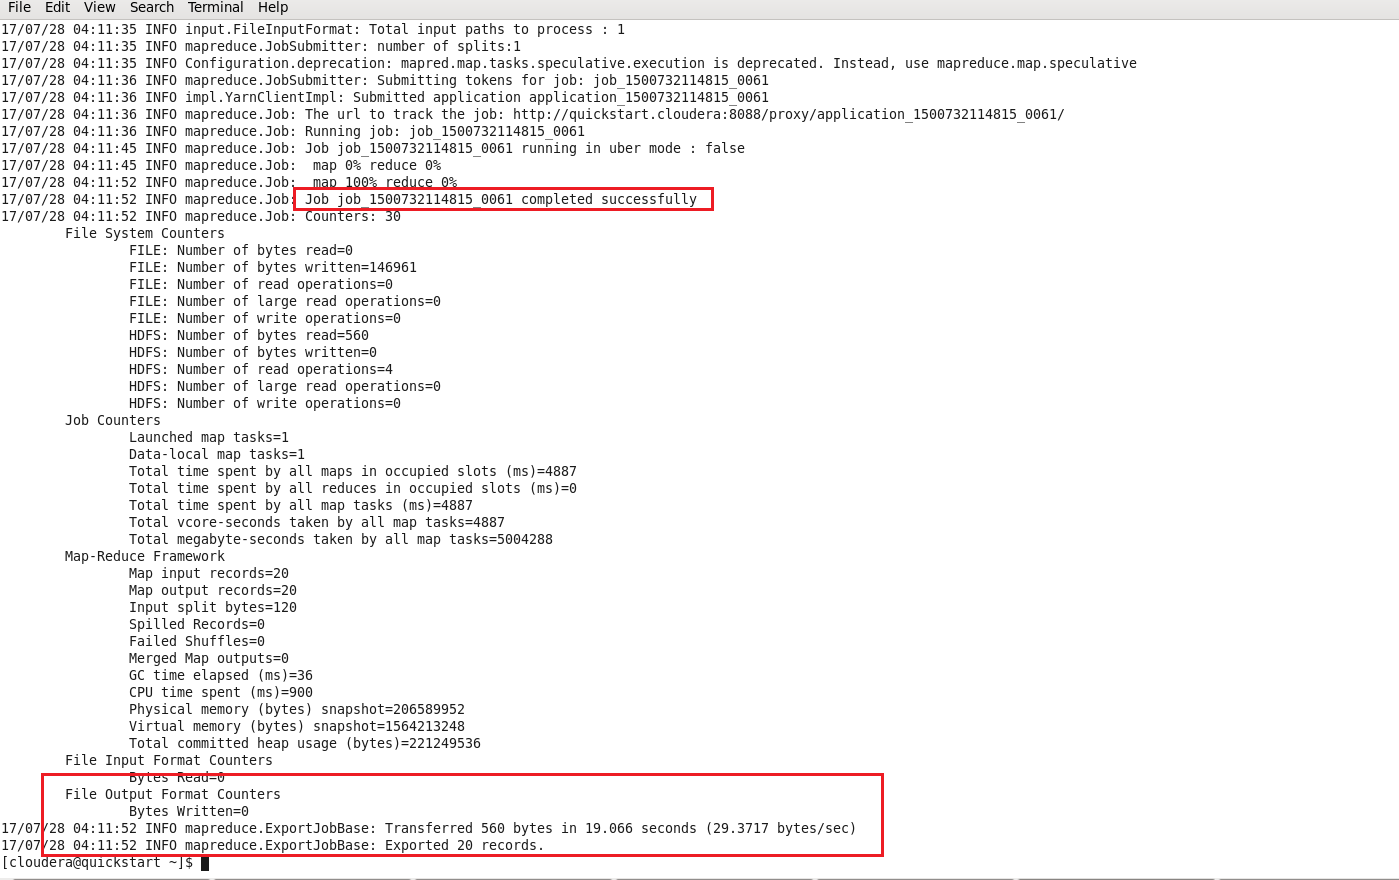 File Edit View Search Terminal Help
17/07/28 04:11:35 INFO input.FileInputFormat: Total input paths to process : 1
17/07/28 04:11:35 INFO mapreduce.JobSubmitter: number of splits:1
17/07/28 04:11:35 INFO Configuration.deprecation: mapred.map.tasks.speculative.execution is deprecated. Instead, use mapreduce.map.speculative
17/07/28 04:11:36 INFO mapreduce.JobSubmitter: Submitting tokens for job: job_1500732114815_0061
17/07/28 04:11:36 INFO impl.YarnClientImpl: Submitted application application_1500732114815_0061
17/07/28 04:11:36 INFO mapreduce.Job: The url to track the job: http://quickstart.cloudera:8088/proxy/application_1500732114815_0061/
17/07/28 04:11:36 INFO mapreduce.Job: Running job: job_1500732114815_0061
17/07/28 04:11:45 INFO mapreduce.Job: Job job_1500732114815_0061 running in uber mode : false
17/07/28 04:11:45 INFO mapreduce.Job:  map 0% reduce 0%
17/07/28 04:11:52 INFO mapreduce.Job:  map 100% reduce 0%
17/07/28 04:11:52 INFO mapreduce.Job: Job job_1500732114815_0061 completed successfully
17/07/28 04:11:52 INFO mapreduce.Job: Counters: 30
File System Counters
FILE: Number of bytes read=0
FILE: Number of bytes written=146961
FILE: Number of read operations=0
FILE: Number of large read operations=0
FILE: Number of write operations=0
HDFS: Number of bytes read=560
HDFS: Number of bytes written=0
HDFS: Number of read operations=4
HDFS: Number of large read operations=0
HDFS: Number of write operations=0
Job Counters
Launched map tasks=1
Data-local map tasks=1
Total time spent by all maps in occupied slots (ms)=4887
Total time spent by all reduces in occupied slots (ms)=0
Total time spent by all map tasks (ms)=4887
Total vcore-seconds taken by all map tasks=4887
Total megabyte-seconds taken by all map tasks=5004288
Map-Reduce Framework
Map input records=20
Map output records=20
Input split bytes=120
Spilled Records=0
Failed Shuffles=0
Merged Map outputs=0
GC time elapsed (ms)=36
CPU time spent (ms)=900
Physical memory (bytes) snapshot=206589952
Virtual memory (bytes) snapshot=1564213248
Total committed heap usage (bytes)=221249536
File Input Format Counters
Bytes Read=0
File Output Format Counters
Bytes Written=0
17/07/28 04:11:52 INFO mapreduce.ExportJobBase: Transferred 560 bytes in 19.066 seconds (29.3717 bytes/sec)
17/07/28 04:11:52 INFO mapreduce.ExportJobBase: Exported 20 records.
[cloudera@quickstart ~]$